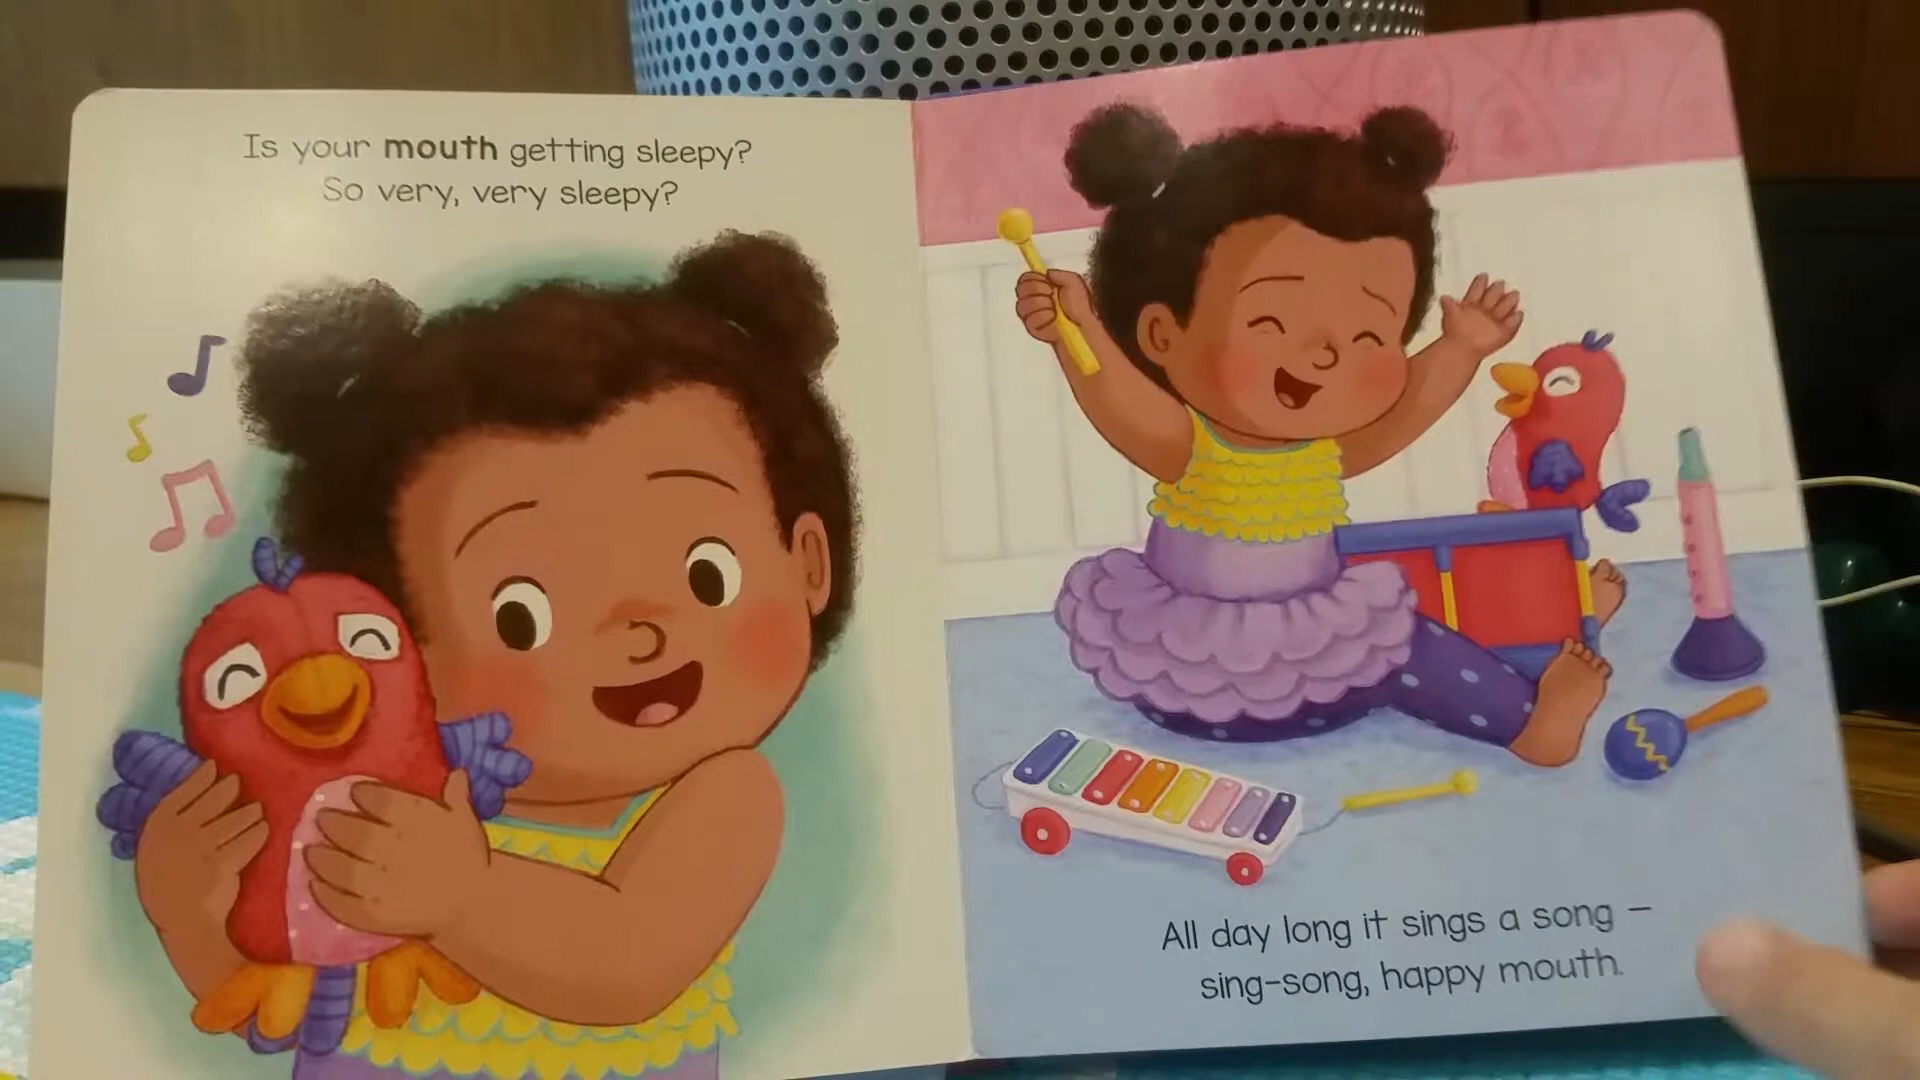 Is your mouth getting sleepy?
So very, very sleepy?
All day long it sings a song –
sing-song, happy mouth.